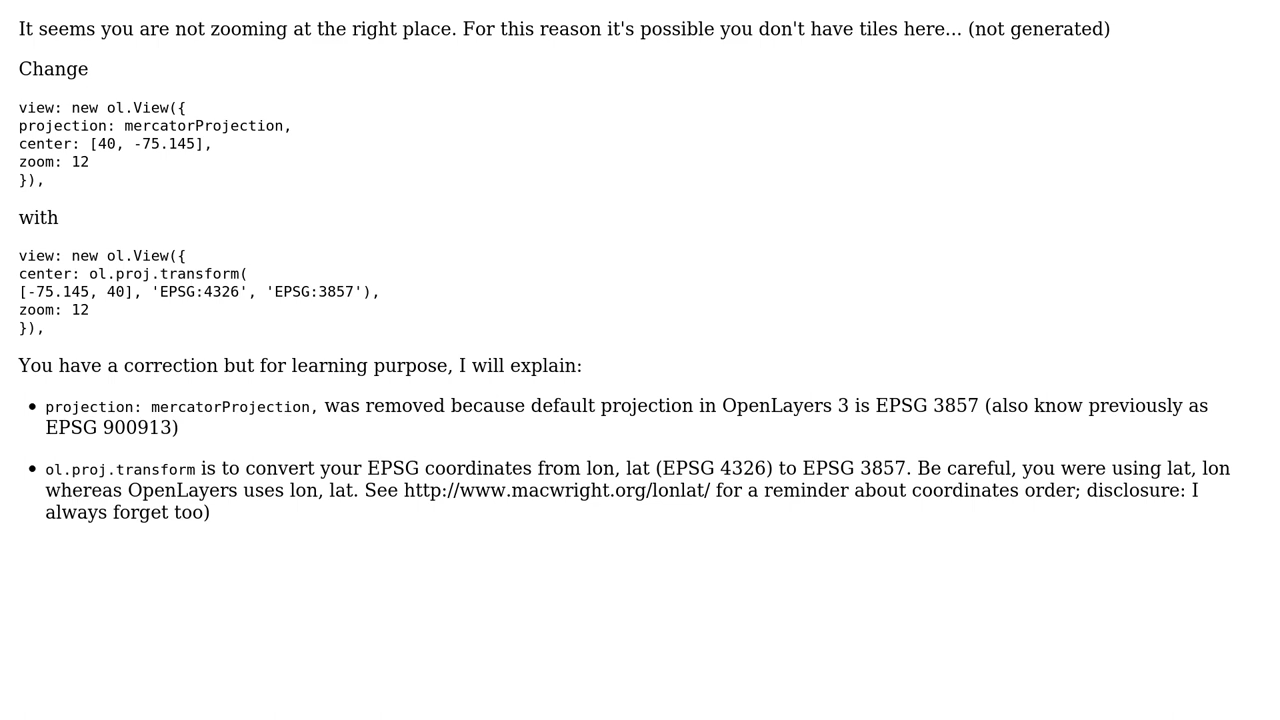 It seems you are not zooming at the right place. For this reason it's possible you don't have tiles here... (not generated)
Change
view: new ol.View({
projection: mercatorProjection,
center: [40, -75.145],
zoom: 12
}),
with
view: new ol.View({
center: ol.proj.transform(
[-75.145, 40], 'EPSG:4326', 'EPSG:3857'),
zoom: 12
}),
You have a correction but for learning purpose, I will explain:
• projection: mercatorProjection, was removed because default projection in OpenLayers 3 is EPSG 3857 (also know previously as
EPSG 900913)
• ol.proj.transform is to convert your EPSG coordinates from lon, lat (EPSG 4326) to EPSG 3857. Be careful, you were using lat, lon
whereas OpenLayers uses lon, lat. See http://www.macwright.org/lonlat/ for a reminder about coordinates order; disclosure: I
always forget too)